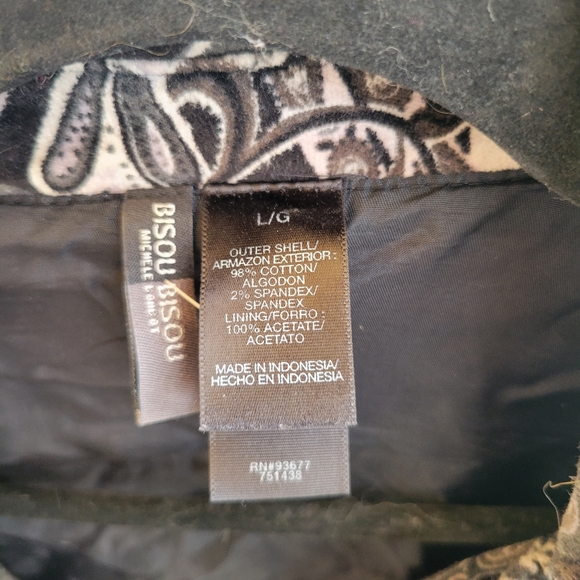 BISOU BISOU
MICHELE BOHBOT
L/G
OUTER SHELL/
ARMAZON EXTERIOR:
98% COTTON/
ALGODON
2% SPANDEX/
SPANDEX
LINING/FORRO:
100% ACETATE/
ACETATO
MADE IN INDONESIA/
HECHO EN INDONESIA
RN#93677
751438